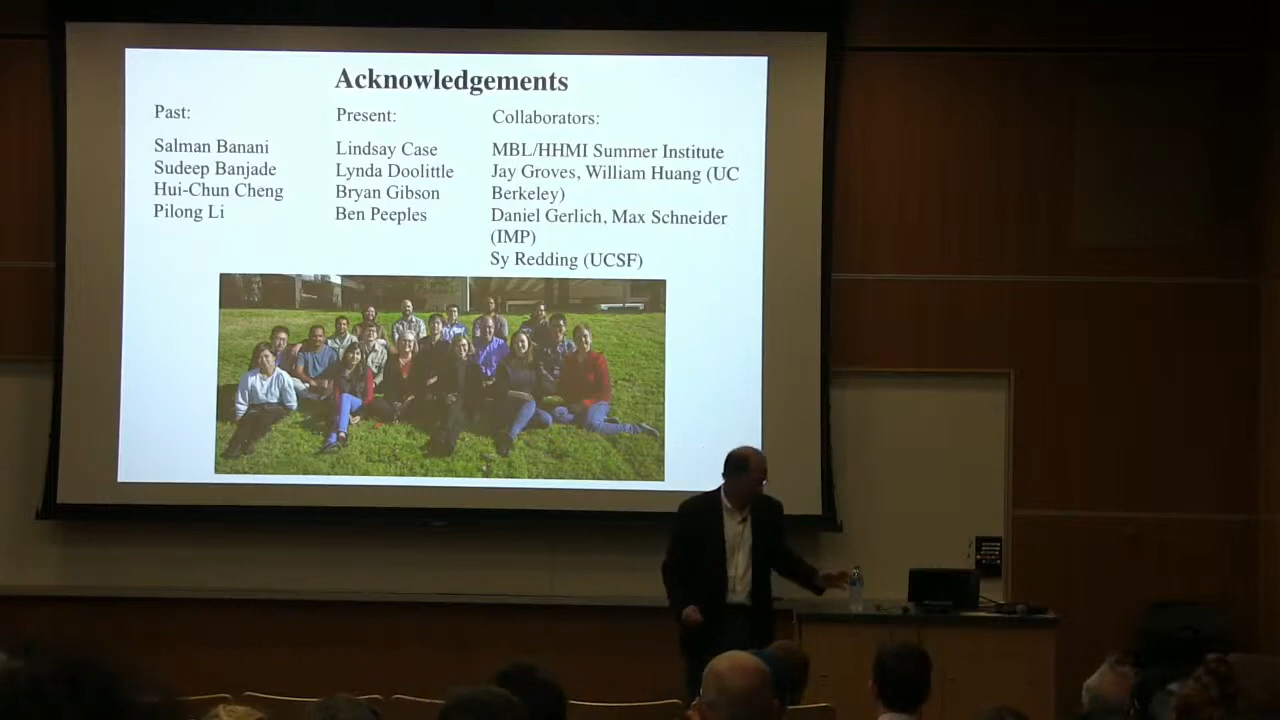 Acknowledgements
Past:
Salman Banani
Sudeep Banjade
Hui-Chun Cheng
Pilong Li
Present:
Lindsay Case
Lynda Doolittle
Bryan Gibson
Ben Peeples
Collaborators:
MBL/HHMI Summer Institute
Jay Groves, William Huang (UC
Berkeley)
Daniel Gerlich, Max Schneider
(IMP)
Sy Redding (UCSF)